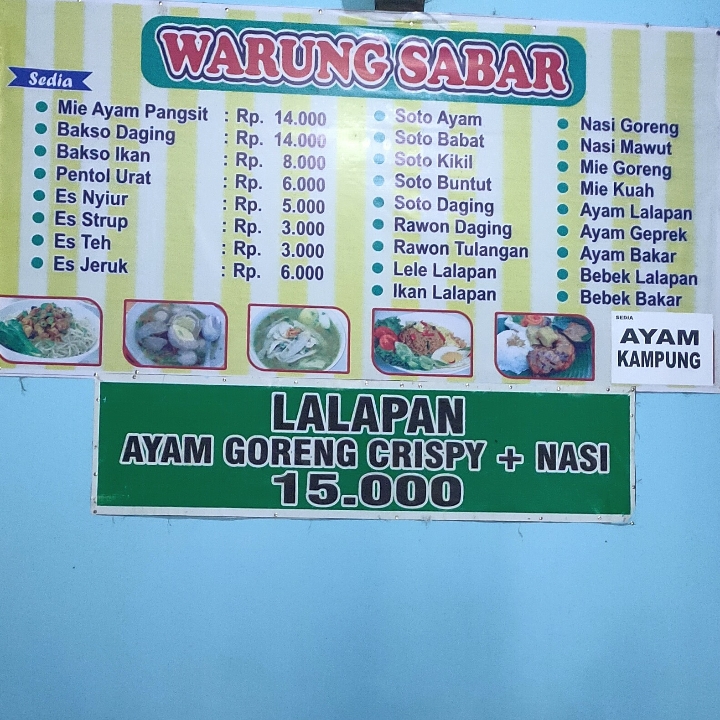 WARUNG SABAR
Sedia
Mie Ayam Pangsit : Rp. 14.000
Bakso Daging : Rp. 14.000
Bakso Ikan : Rp. 8.000
Pentol Urat : Rp. 6.000
Es Nyiur : Rp. 5.000
Es Strup : Rp. 3.000
Es Teh : Rp. 3.000
Es Jeruk : Rp. 6.000
Soto Ayam
Soto Babat
Soto Kikil
Soto Buntut
Soto Daging
Rawon Daging
Rawon Tulangan
Lele Lalapan
Ikan Lalapan
Nasi Goreng
Nasi Mawut
Mie Goreng
Mie Kuah
Ayam Lalapan
Ayam Geprek
Ayam Bakar
Bebek Lalapan
Bebek Bakar
SEDIA
AYAM
KAMPUNG
LALAPAN
AYAM GORENG CRISPY + NASI
15.000